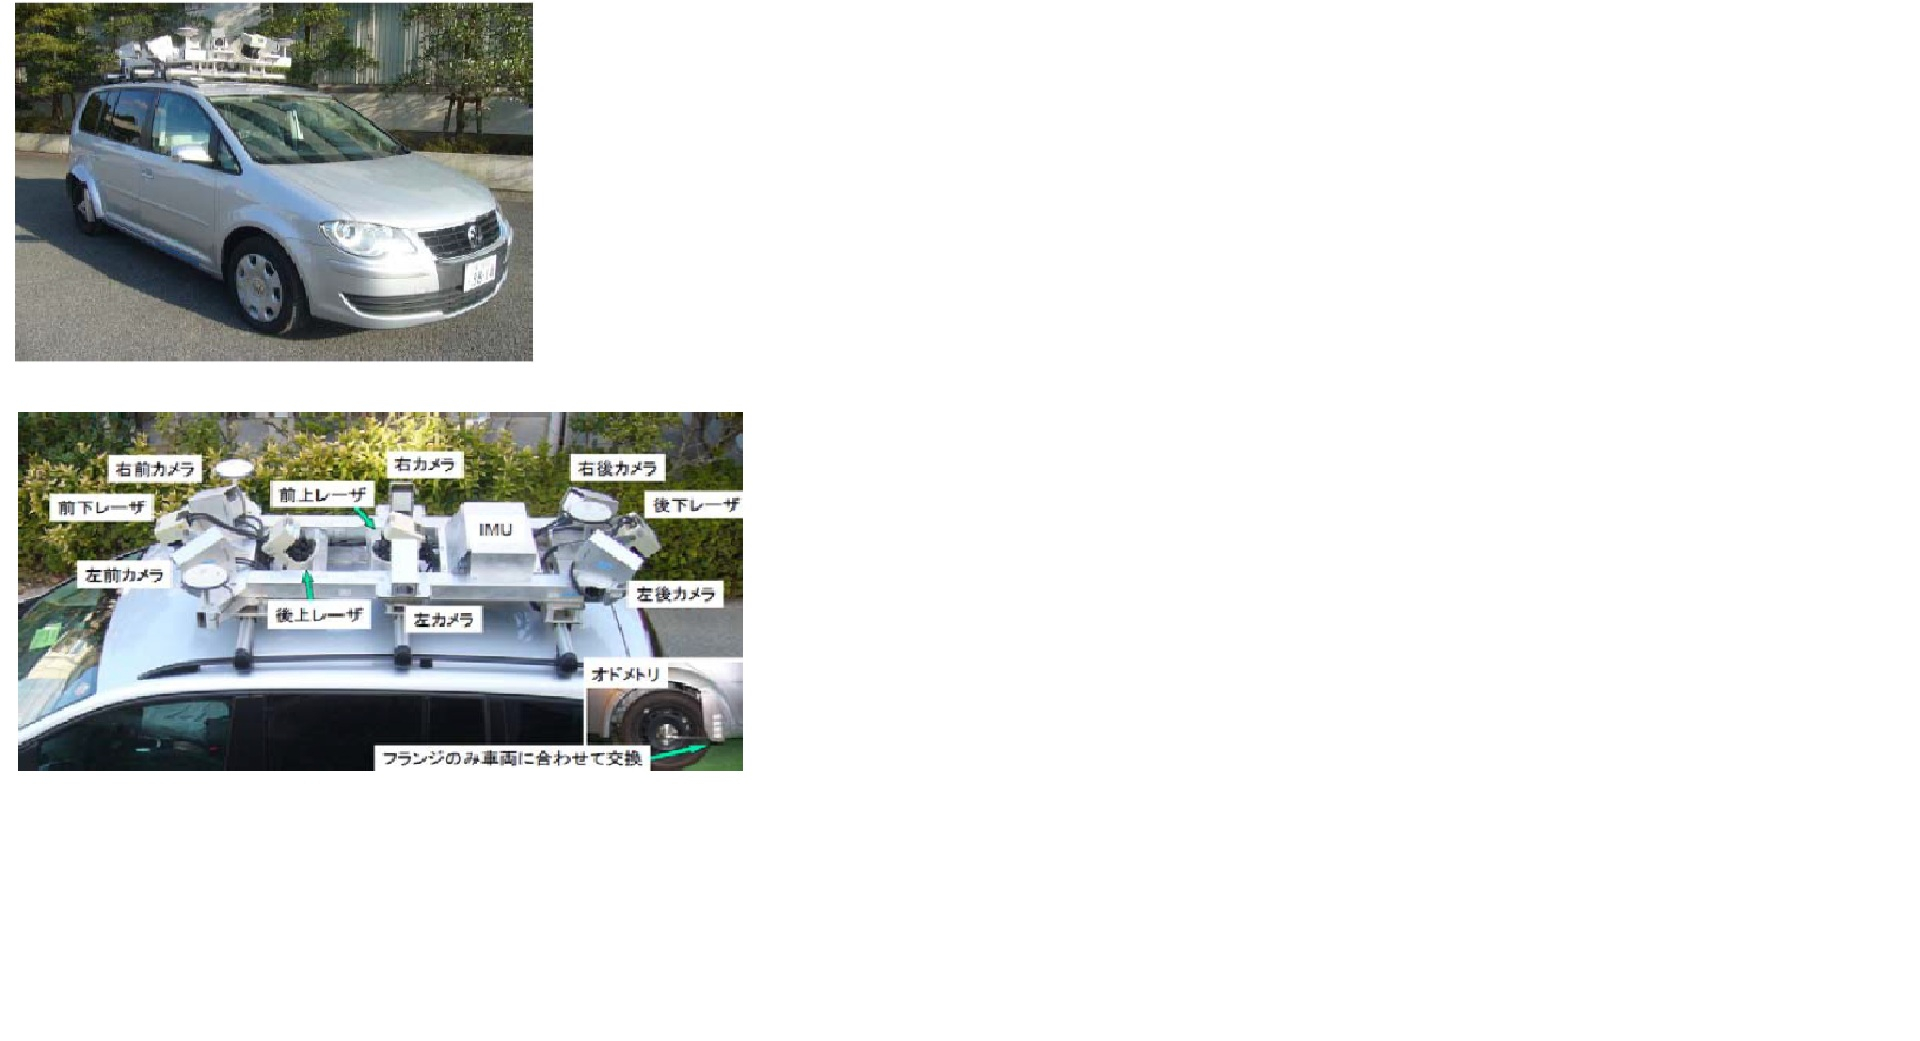 右前カメラ
右カメラ
右後カメラ
前下レーザ
前上レーザ
後下レーザ
IMU
左前カメラ
左後カメラ
後上レーザ
左カメラ
オドメトリ
フランジのみ車両に合わせて交換